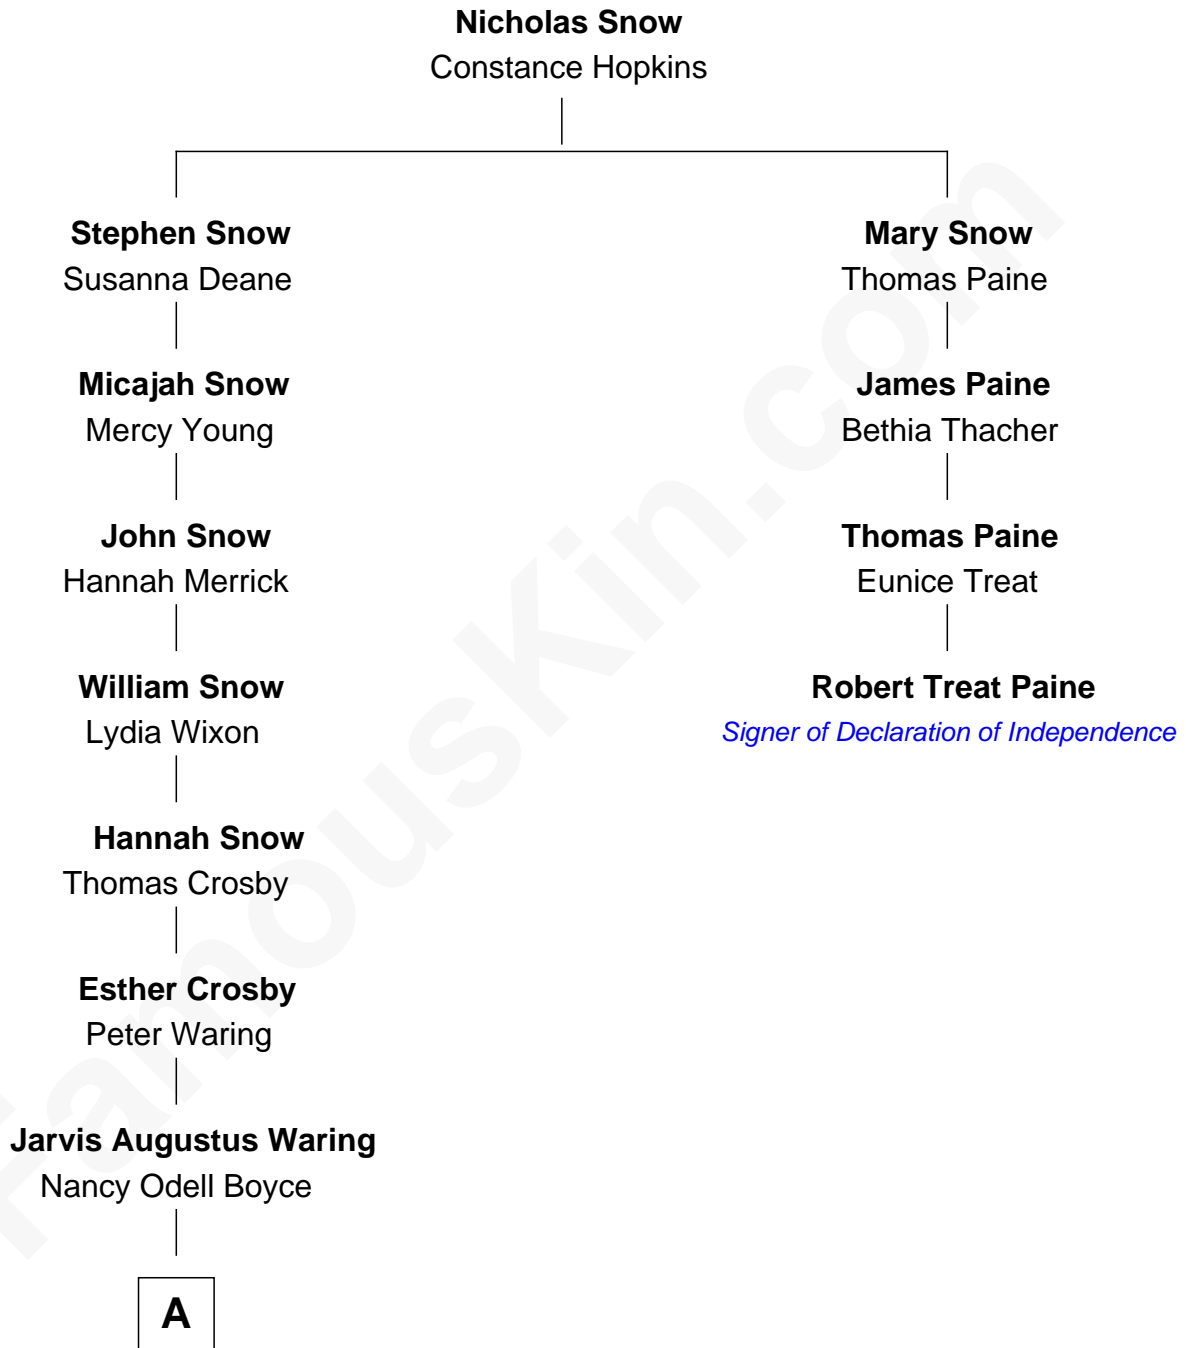 Nicholas Snow
Constance Hopkins
Stephen Snow
Susanna Deane
Mary Snow
Thomas Paine
Micajah Snow
Mercy Young
James Paine
Bethia Thacher
John Snow
Hannah Merrick
Thomas Paine
Eunice Treat
William Snow
Lydia Wixon
Robert Treat Paine
Signer of Declaration of Independence
Hannah Snow
Thomas Crosby
Esther Crosby
Peter Waring
Jarvis Augustus Waring
Nancy Odell Boyce
A
FamousKin.com